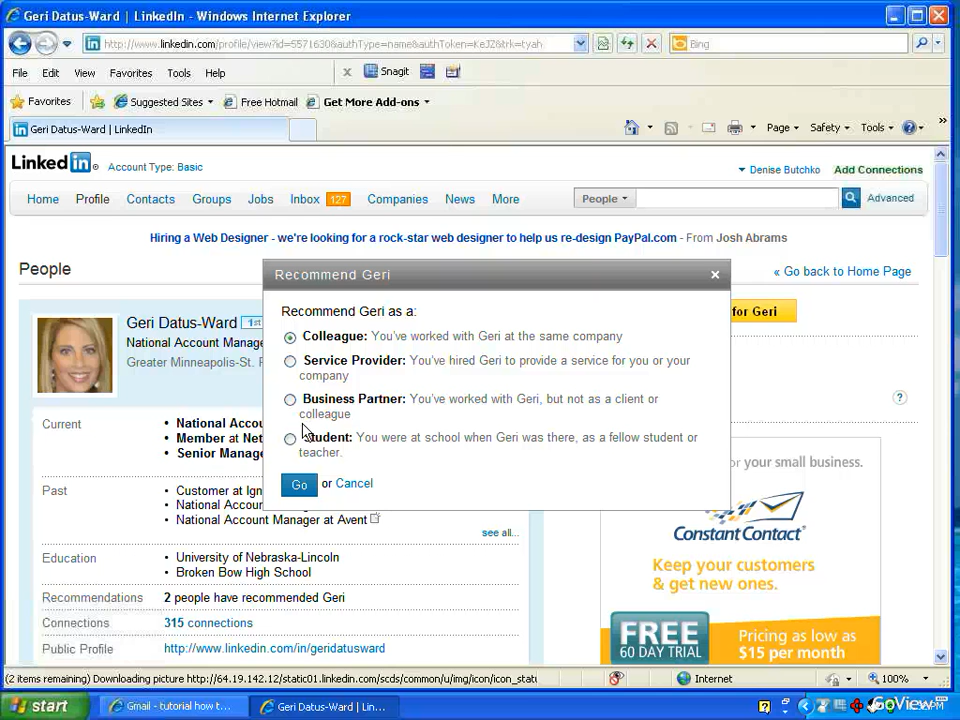 Geri Datus-Ward | LinkedIn - Windows Internet Explorer
http://www.linkedin.com/profile/view?id=5571630&authType=name&authToken=KeJZ&trk=tyah
Bing
File Edit View Favorites Tools Help
x Snagit
Favorites Suggested Sites Free Hotmail Get More Add-ons
Geri Datus-Ward | LinkedIn
Page Safety Tools
Linked in Account Type: Basic
Denise Butchko Add Connections
Home Profile Contacts Groups Jobs Inbox 127 Companies News More
People Advanced
Hiring a Web Designer - we're looking for a rock-star web designer to help us re-design PayPal.com - From Josh Abrams
People
« Go back to Home Page
Recommend Geri
Recommend Geri as a:
Colleague: You've worked with Geri at the same company
Service Provider: You've hired Geri to provide a service for you or your
company
Business Partner: You've worked with Geri, but not as a client or
colleague
Student: You were at school when Geri was there, as a fellow student or
teacher.
Go or Cancel
Geri Datus-Ward 1st
National Account Manage
Greater Minneapolis-St. P
for Geri
Current
National Accou
Member at Net
Senior Manage
Past
Customer at Ign
National Accou
National Account Manager at Avent
see all...
Education
University of Nebraska-Lincoln
Broken Bow High School
Recommendations 2 people have recommended Geri
Connections 315 connections
Public Profile http://www.linkedin.com/in/geridatusward
?
or your small business.
Constant Contact
Keep your customers
& get new ones.
FREE
60 DAY TRIAL
Pricing as low as
$15 per month
(2 items remaining) Downloading picture http://64.19.142.12/static01.linkedin.com/scds/common/u/img/icon/icon_statu
Internet
100%
start
Gmail - tutorial how t...
Geri Datus-Ward | Lin...
GoView